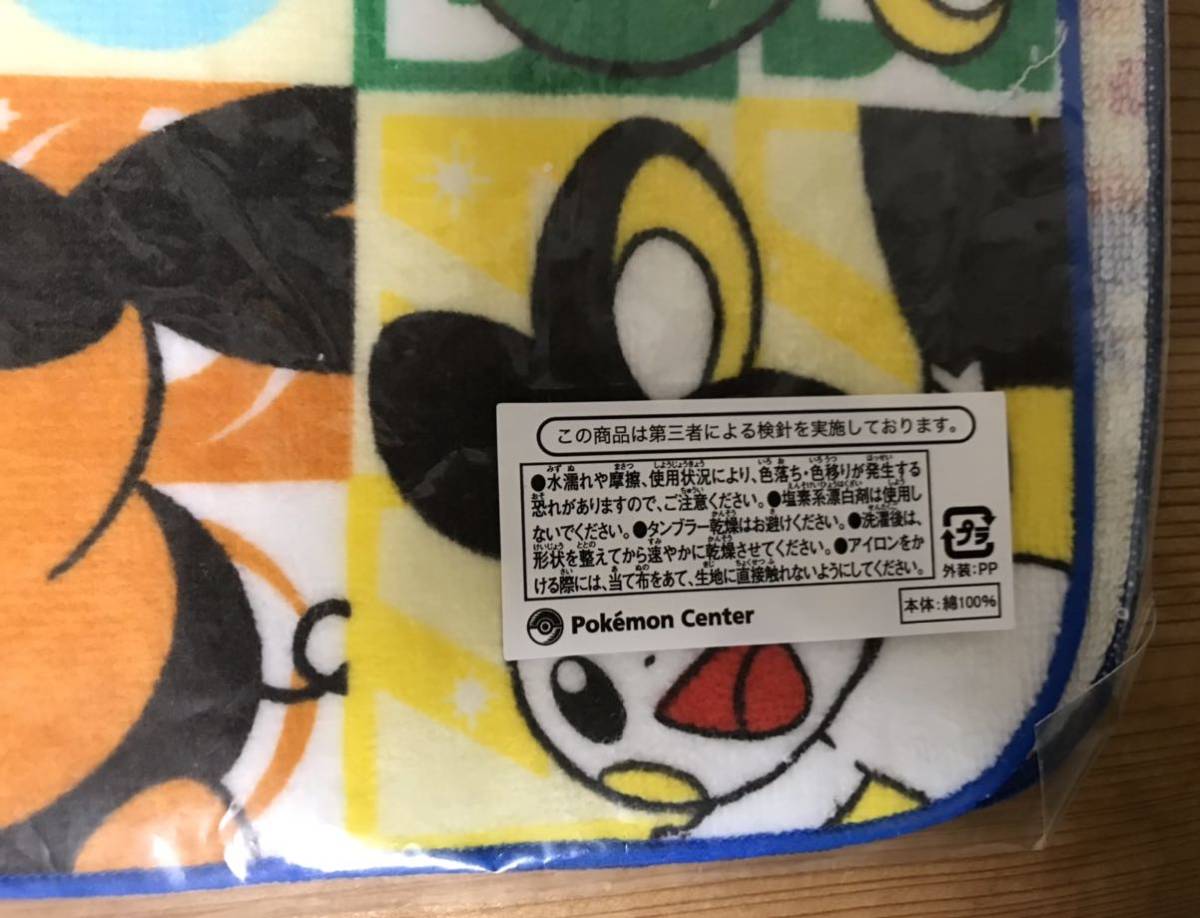 この商品は第三者による検針を実施しております。
●水濡れや摩擦、使用状況により、色落ち・色移りが発生する
恐れがありますので、ご注意ください。●塩素系漂白剤は使用し
ないでください。●タンブラー乾燥はお避けください。●洗濯後は、
形状を整えてから速やかに乾燥させてください。●アイロンをか
ける際には、当て布をあて、生地に直接触れないようにしてください。
プラ
外装:PP
Pokémon Center
本体:綿100%